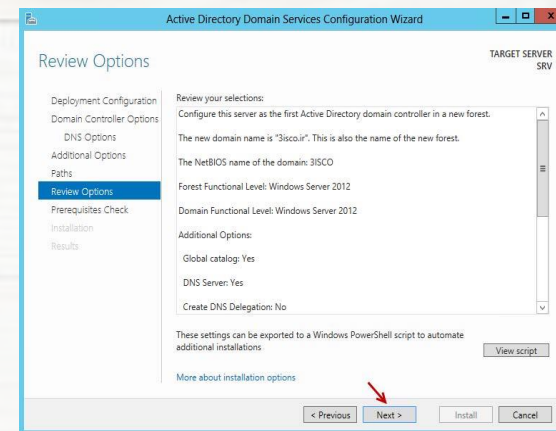 Active Directory Domain Services Configuration Wizard
Review Options
TARGET SERVER
SRV
Deployment Configuration
Domain Controller Options
DNS Options
Additional Options
Paths
Review Options
Prerequisites Check
Installation
Results
Review your selections:
Configure this server as the first Active Directory domain controller in a new forest.
The new domain name is "3isco.ir". This is also the name of the new forest.
The NetBIOS name of the domain: 3ISCO
Forest Functional Level: Windows Server 2012
Domain Functional Level: Windows Server 2012
Additional Options:
Global catalog: Yes
DNS Server: Yes
Create DNS Delegation: No
These settings can be exported to a Windows PowerShell script to automate
additional installations
View script
More about installation options
< Previous
Next >
Install
Cancel